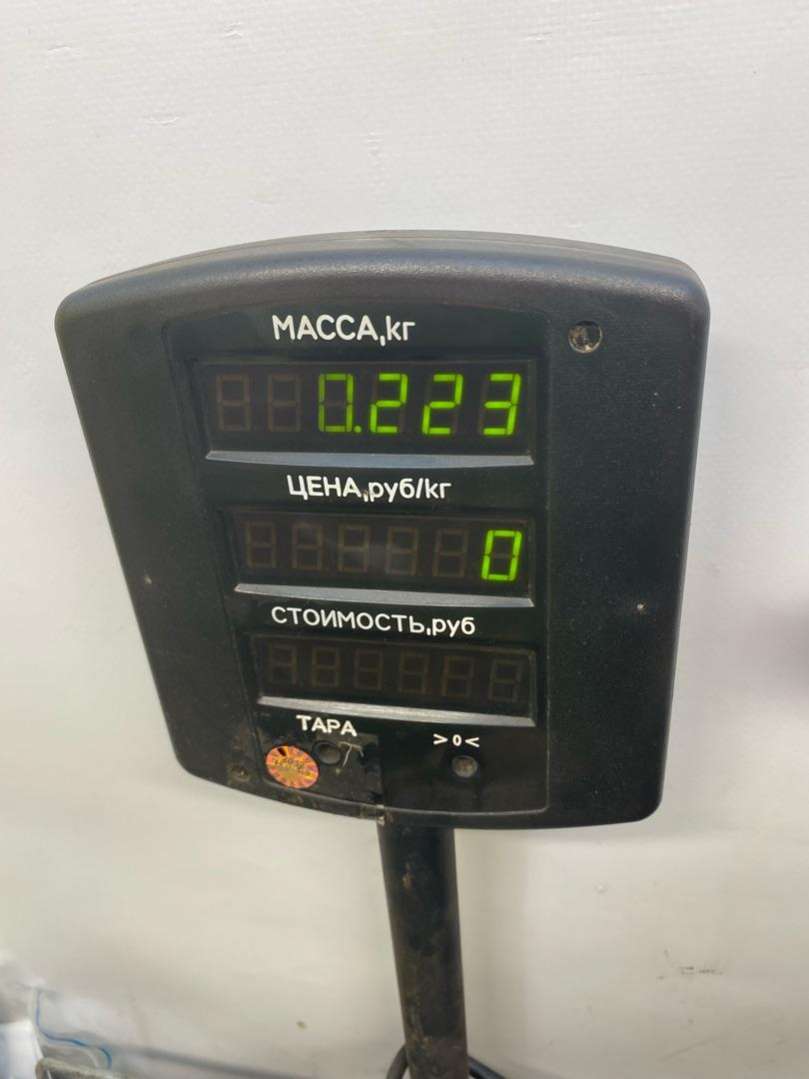 МАССА,кг
0.223
ЦЕНА,руб/кг
0
СТОИМОСТЬ,руб
ТАРА
>0<